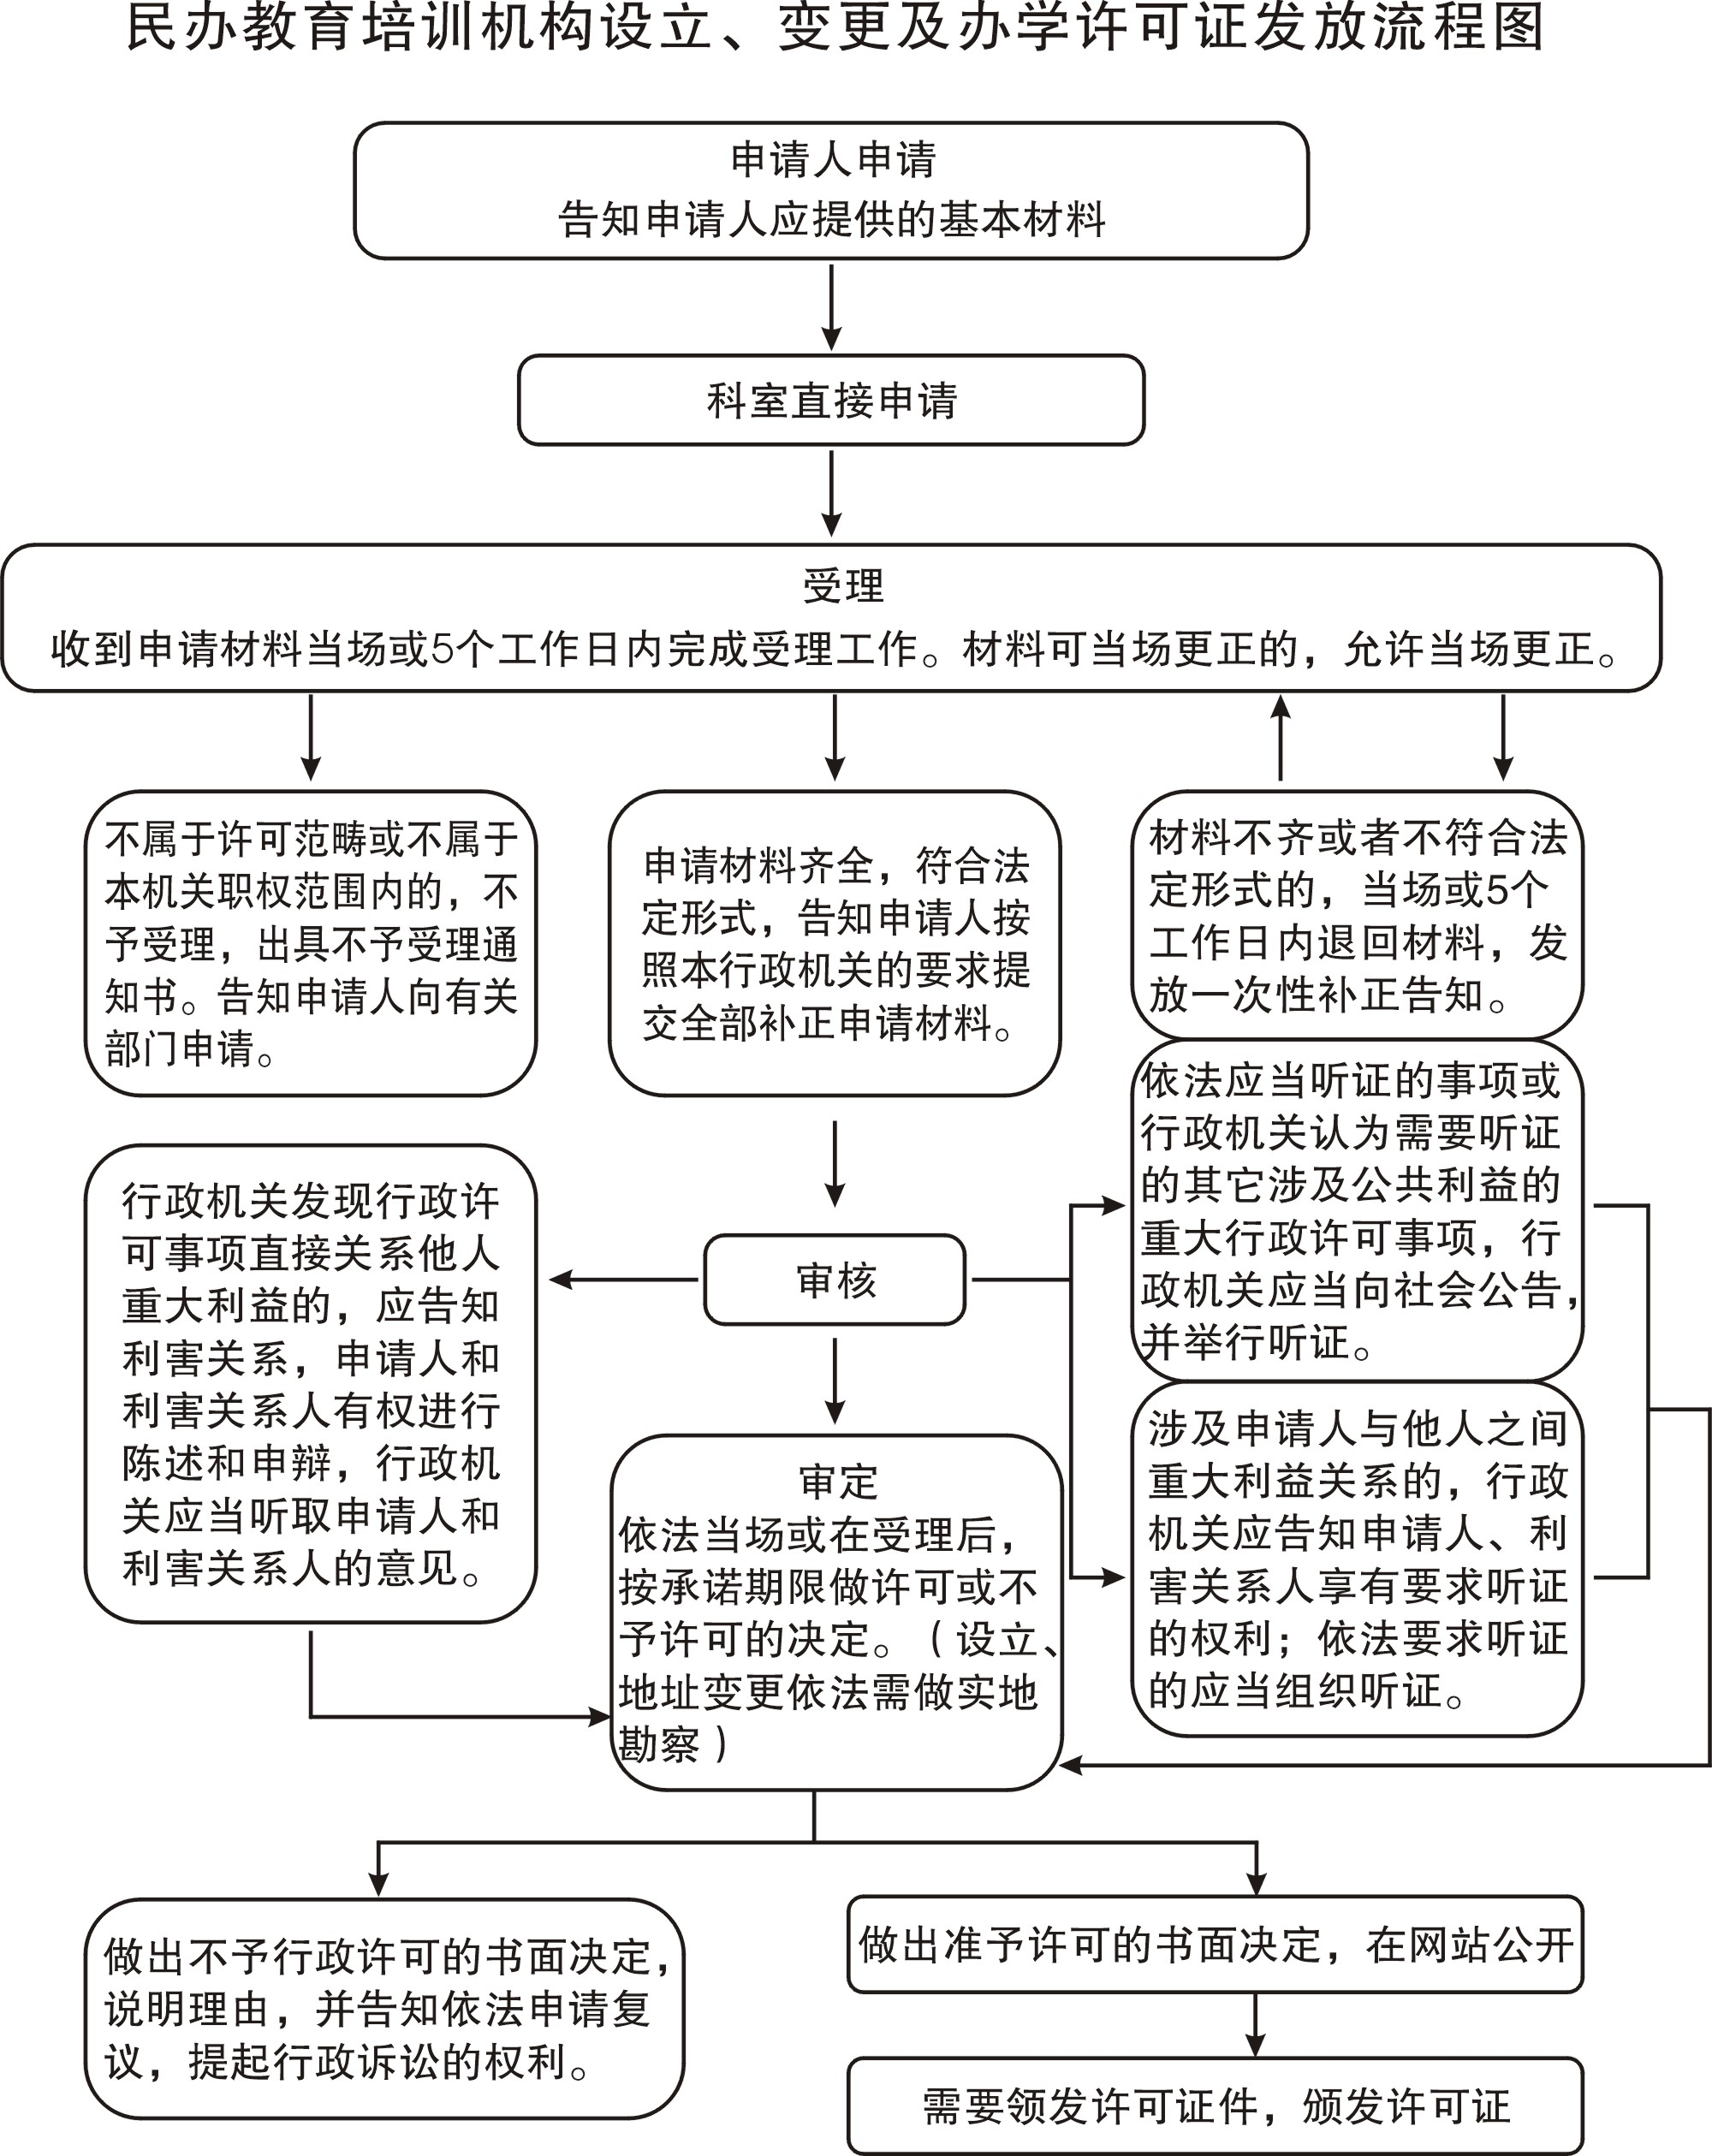 民办教育培训机构设立、变更及办学许可证发放流程图
申请人申请
告知申请人应提供的基本材料
科室直接申请
受理
收到申请材料当场或5个工作日内完成受理工作。材料可当场更正的，允许当场更正。
不属于许可范畴或不属于
本机关职权范围内的，不
予受理，出具不予受理通
知书。告知申请人向有关
部门申请。
申请材料齐全，符合法
定形式，告知申请人按
照本行政机关的要求提
交全部补正申请材料。
材料不齐或者不符合法
定形式的，当场或5个
工作日内退回材料，发
放一次性补正告知。
依法应当听证的事项或
行政机关认为需要听证
的其它涉及公共利益的
重大行政许可事项，行
政机关应当向社会公告，
并举行听证。
行政机关发现行政许
可事项直接关系他人
重大利益的，应告知
利害关系，申请人和
利害关系人有权进行
陈述和申辩，行政机
关应当听取申请人和
利害关系人的意见。
审核
审定
依法当场或在受理后，
按承诺期限做许可或不
予许可的决定。（设立、
地址变更依法需做实地
勘察）
涉及申请人与他人之间
重大利益关系的，行政
机关应告知申请人、利
害关系人享有要求听证
的权利；依法要求听证
的应当组织听证。
做出不予行政许可的书面决定，
说明理由，并告知依法申请复
议，提起行政诉讼的权利。
做出准予许可的书面决定，在网站公开
需要领发许可证件，颁发许可证